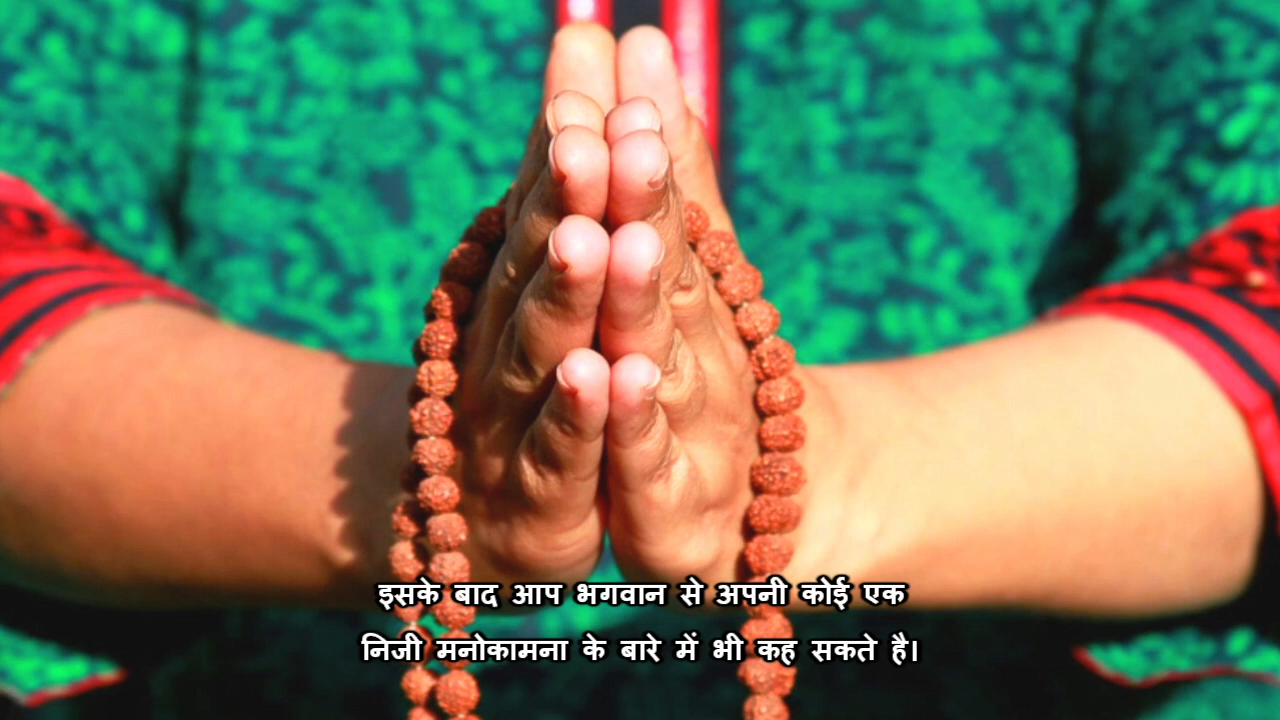 इसके बाद आप भगवान से अपनी कोई एक
निजी मनोकामना के बारे में भी कह सकते है।